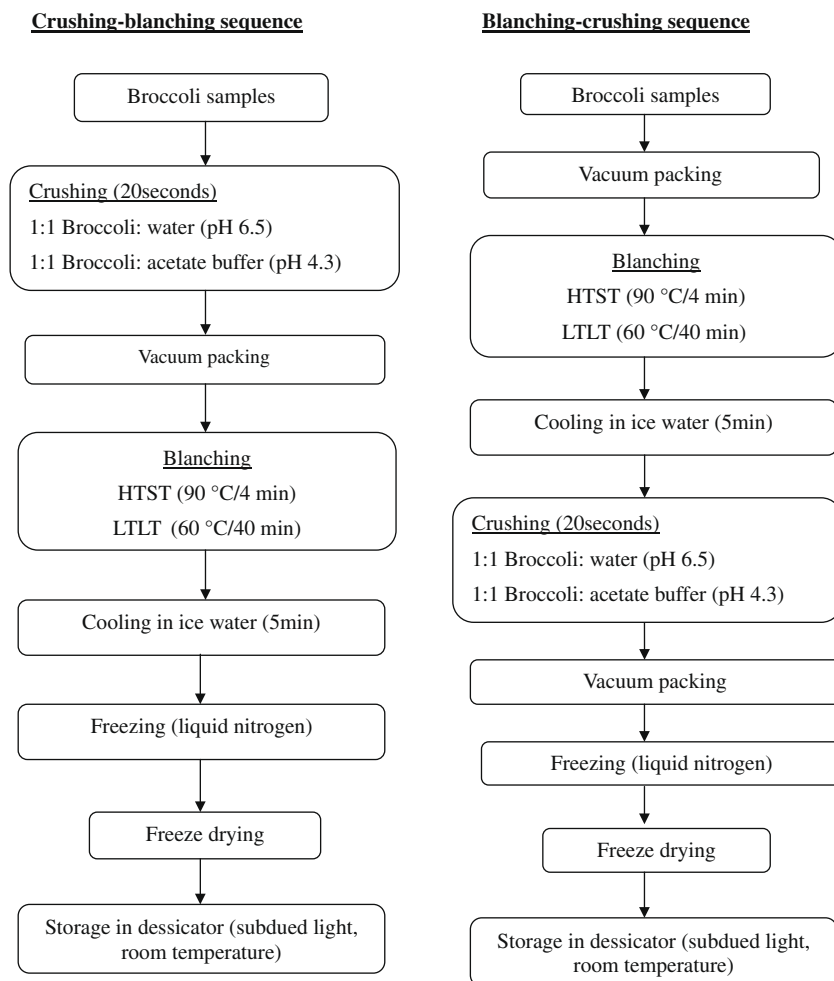 Crushing-blanching sequence
Broccoli samples
Crushing (20seconds)
1:1 Broccoli: water (pH 6.5)
1:1 Broccoli: acetate buffer (pH 4.3)
Vacuum packing
Blanching
HTST (90 °C/4 min)
LTLT (60 °C/40 min)
Cooling in ice water (5min)
Freezing (liquid nitrogen)
Freeze drying
Storage in dessicator (subdued light,
room temperature)
Blanching-crushing sequence
Broccoli samples
Vacuum packing
Blanching
HTST (90 °C/4 min)
LTLT (60 °C/40 min)
Cooling in ice water (5min)
Crushing (20seconds)
1:1 Broccoli: water (pH 6.5)
1:1 Broccoli: acetate buffer (pH 4.3)
Vacuum packing
Freezing (liquid nitrogen)
Freeze drying
Storage in dessicator (subdued light,
room temperature)